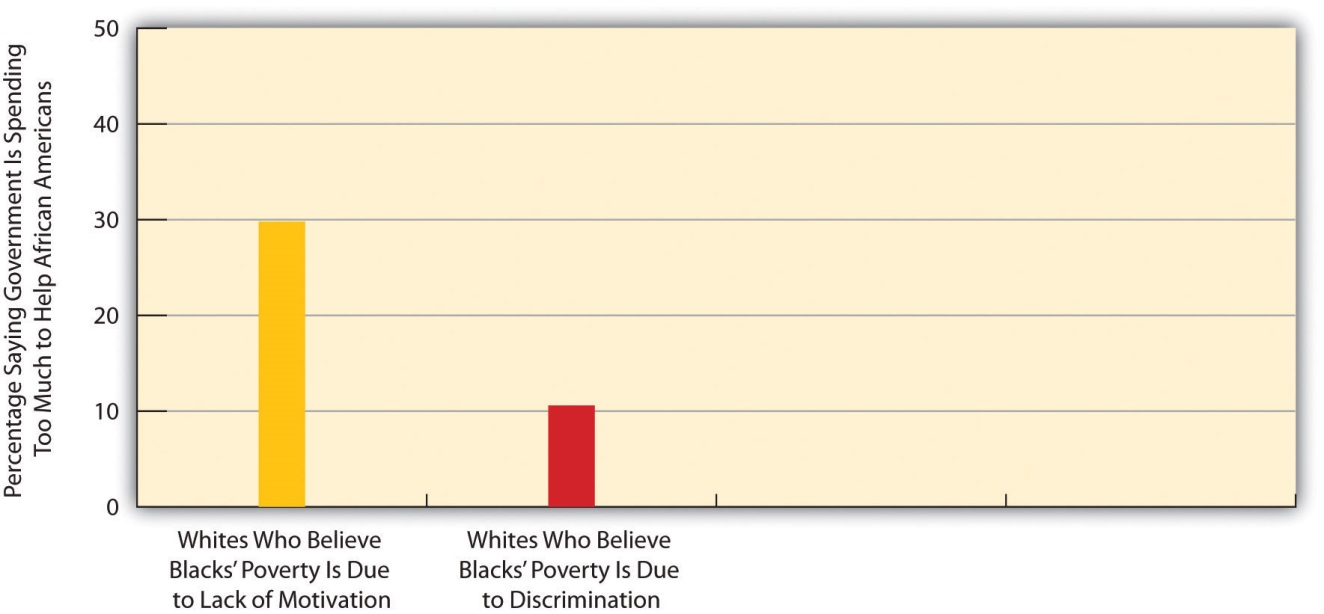 Percentage Saying Government Is Spending
Too Much to Help African Americans
50
40
30
20
10
0
Whites Who Believe
Blacks’ Poverty Is Due
to Lack of Motivation
Whites Who Believe
Blacks’ Poverty Is Due
to Discrimination